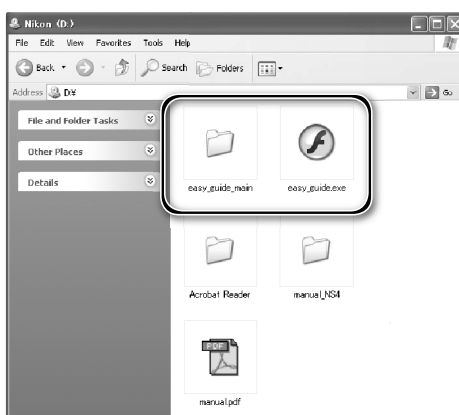 Nikon (D:)
File Edit View Favorites Tools Help
Back Search Folders
Address D:¥ Go
File and Folder Tasks
Other Places
Details
easy_guide_main easy_guide.exe
Acrobat Reader manual_NS4
PDF
manual.pdf